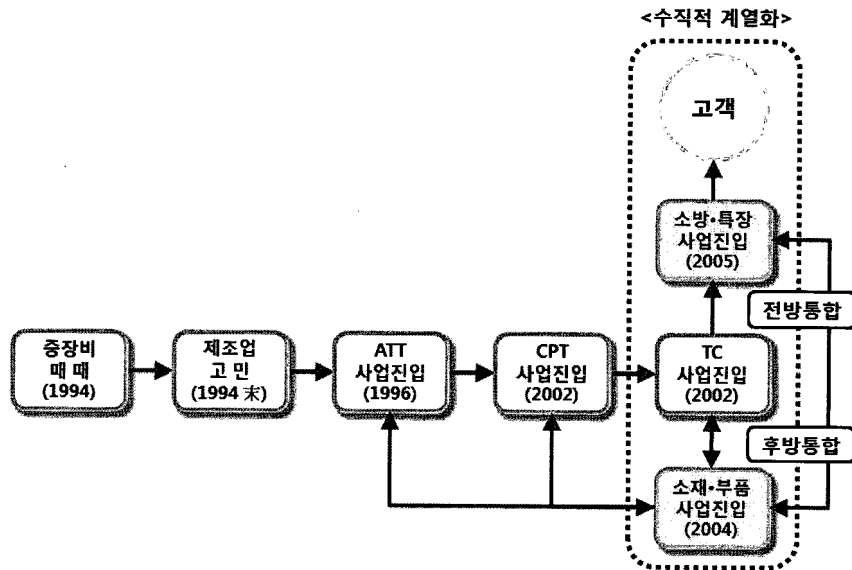 <수직적 계열화>
고객
소방·특장
사업진입
(2005)
전방통합
중장비
매매
(1994)
제조업
고민
(1994 末)
ATT
사업진입
(1996)
CPT
사업진입
(2002)
TC
사업진입
(2002)
후방통합
소재·부품
사업진입
(2004)